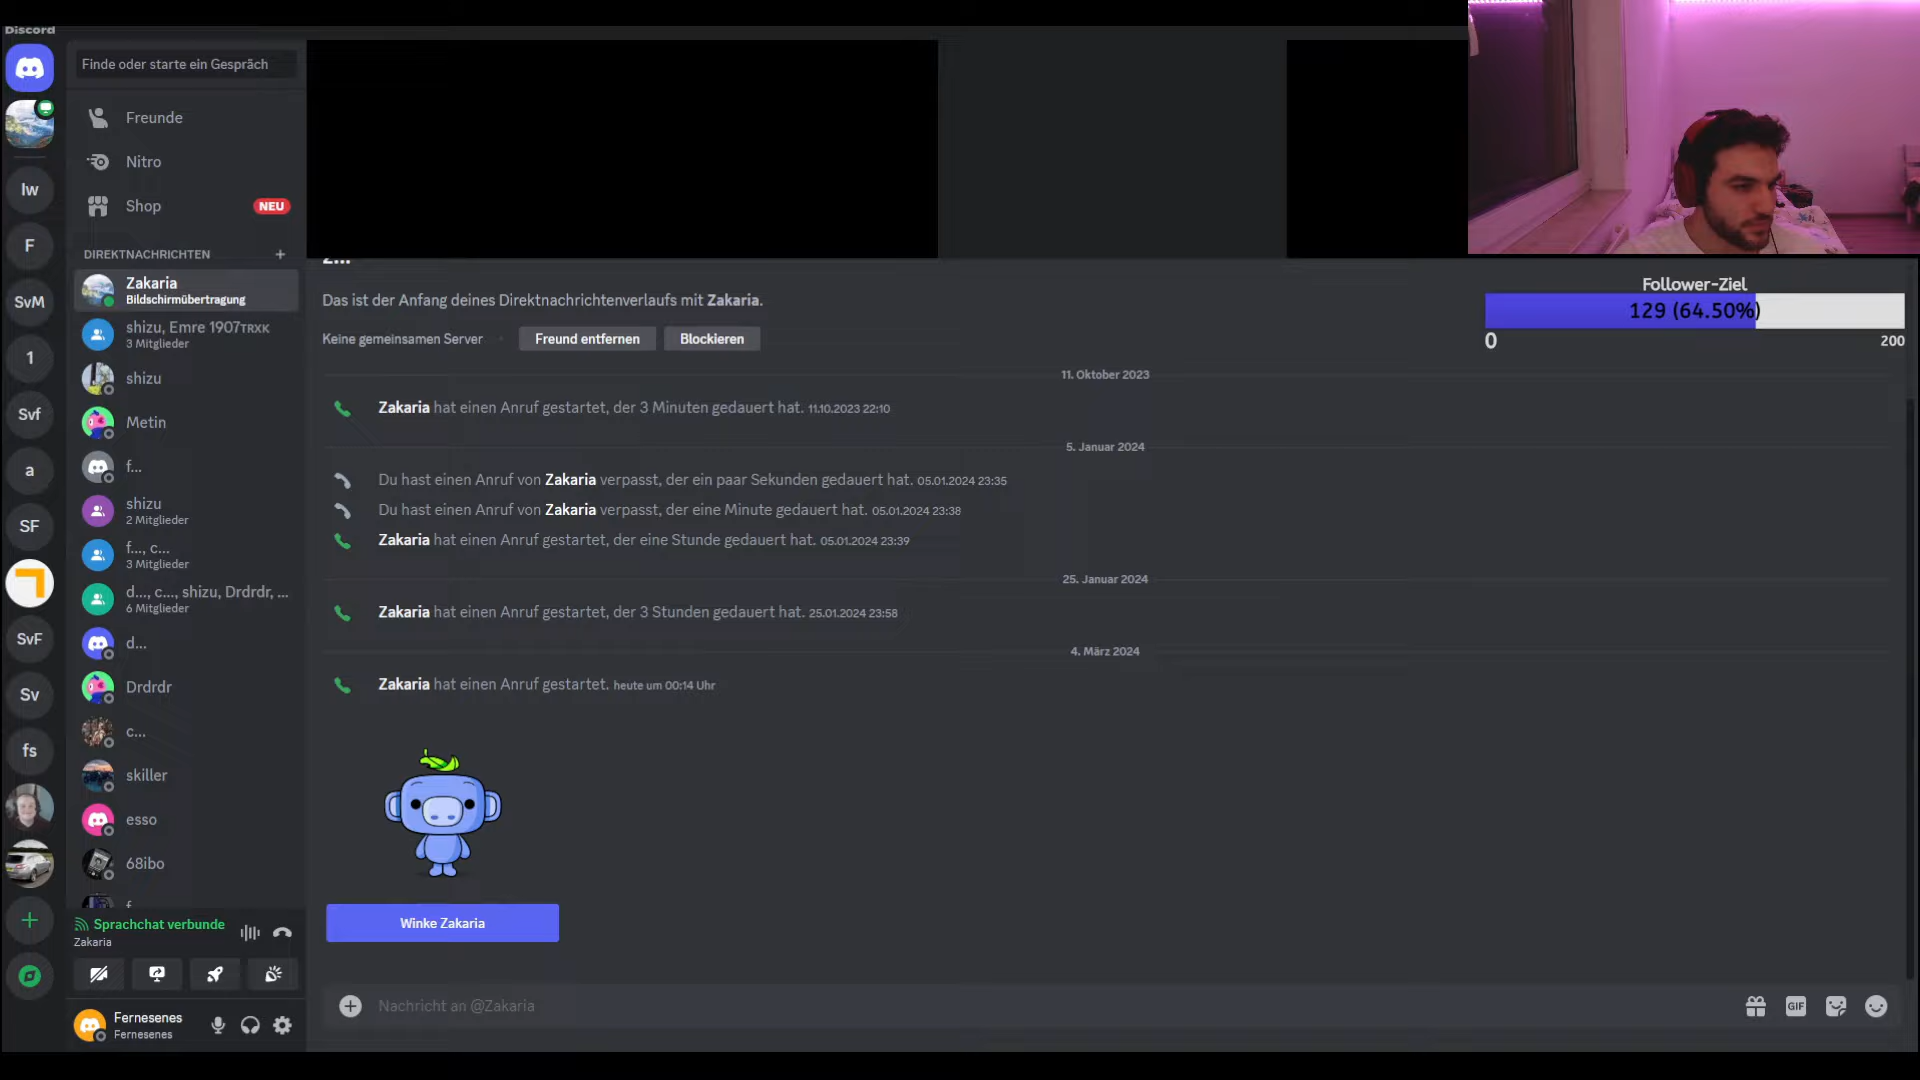 Discord
Finde oder starte ein Gespräch
Freunde
Nitro
Shop
NEU
DIREKTNACHRICHTEN
Zakaria
Bildschirmübertragung
shizu, Emre 1907TRXK
3 Mitglieder
shizu
Metin
f...
shizu
2 Mitglieder
f..., c...
3 Mitglieder
d..., c..., shizu, Drdrdr, ...
6 Mitglieder
d...
Drdrdr
c...
skiller
esso
68ibo
Sprachchat verbunde
Zakaria
Fernesenes
Fernesenes
lw
F
SvM
1
Svf
a
SF
SvF
Sv
fs
Das ist der Anfang deines Direktnachrichtenverlaufs mit Zakaria.
Keine gemeinsamen Server
Freund entfernen
Blockieren
11. Oktober 2023
Zakaria hat einen Anruf gestartet, der 3 Minuten gedauert hat. 11.10.2023 22:10
5. Januar 2024
Du hast einen Anruf von Zakaria verpasst, der ein paar Sekunden gedauert hat. 05.01.2024 23:35
Du hast einen Anruf von Zakaria verpasst, der eine Minute gedauert hat. 05.01.2024 23:38
Zakaria hat einen Anruf gestartet, der eine Stunde gedauert hat. 05.01.2024 23:39
25. Januar 2024
Zakaria hat einen Anruf gestartet, der 3 Stunden gedauert hat. 25.01.2024 23:58
4. März 2024
Zakaria hat einen Anruf gestartet. heute um 00:14 Uhr
Winke Zakaria
Nachricht an @Zakaria
GIF
Follower-Ziel
129 (64.50%)
0
200